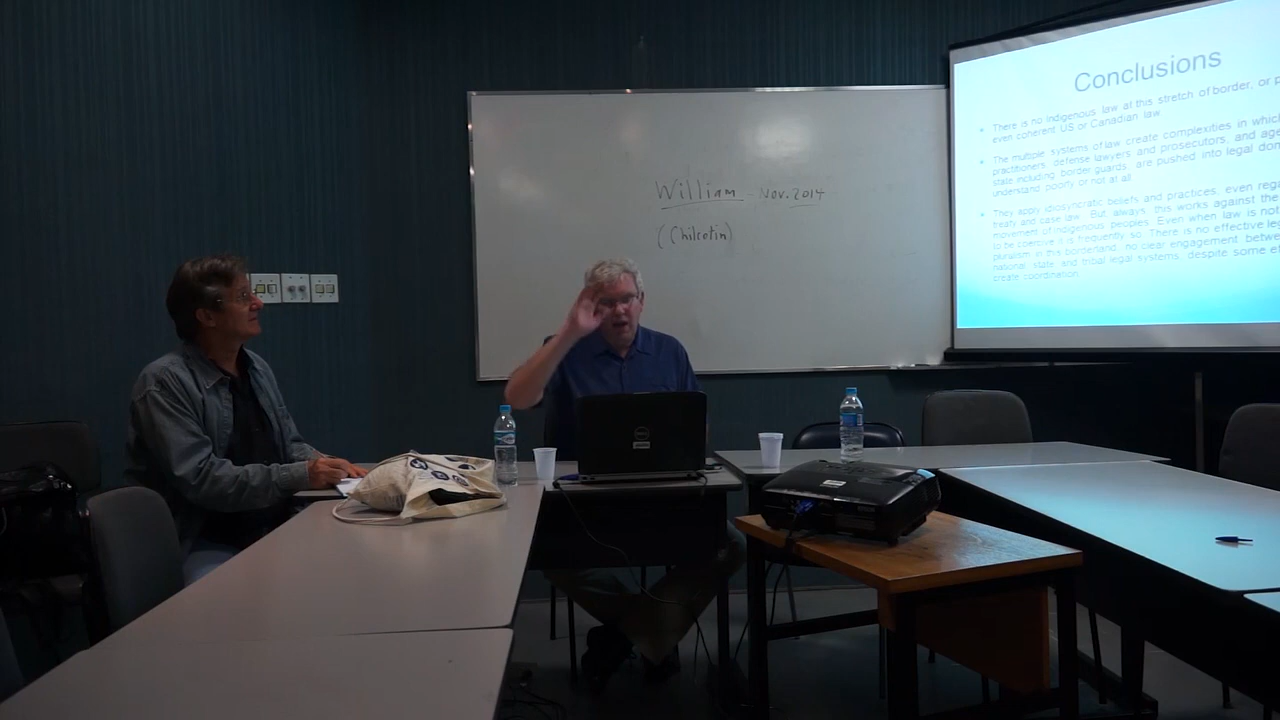 William - Nov. 2014
(Chilcotin)
Conclusions
There is no Indigenous law at this stretch of border, or p
even coherent US or Canadian law
The multiple systems of law create complexities in which
practitioners, defense lawyers and prosecutors, and age
state including border guards, are pushed into legal dom
understand poorly or not at all.
They apply idiosyncratic beliefs and practices, even rega
treaty and case law. But always this works against the
movement of indigenous peoples. Even when law is not
to be coercive it is frequently so. There is no effective le
pluralism in this borderland, no clear engagement betwe
national state and tribal legal systems, despite some ef
create coordination.
DELL